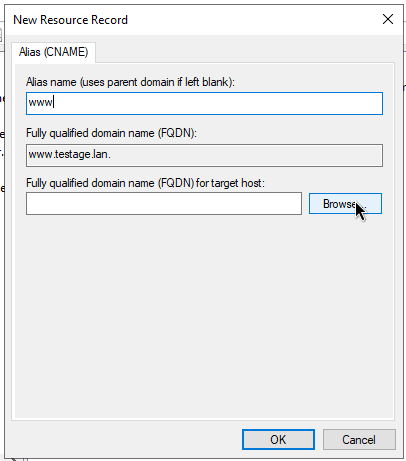 New Resource Record
Alias (CNAME)
Alias name (uses parent domain if left blank):
www
Fully qualified domain name (FQDN):
www.testage.lan.
Fully qualified domain name (FQDN) for target host:
Browse...
OK
Cancel